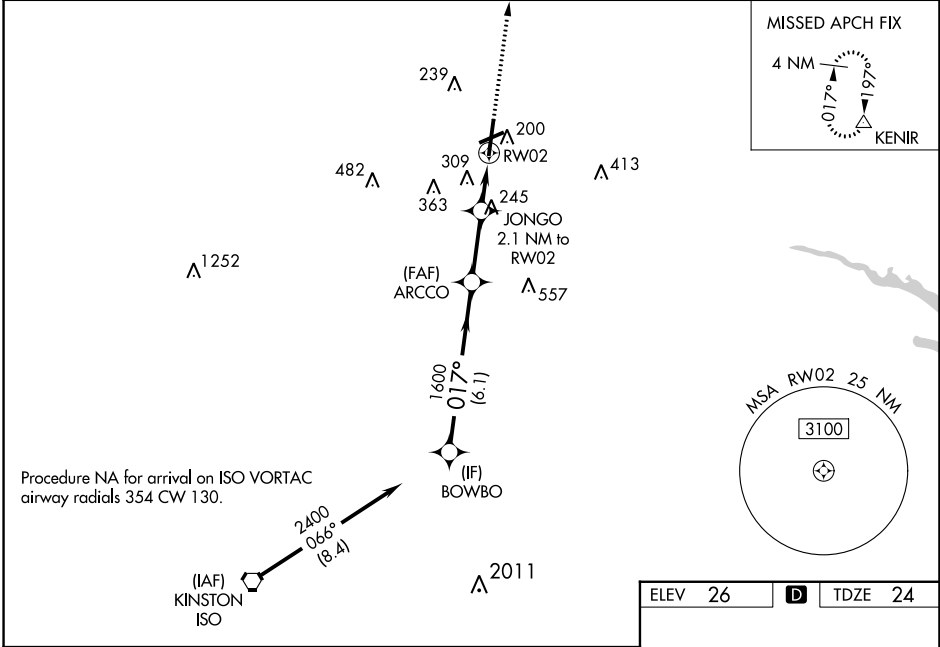 MISSED APCH FIX
4 NM
017°
197°
KENIR
239
200
RW02
309
482
363
413
245
JONGO
2.1 NM to
RW02
1252
(FAF)
ARCCO
557
1600
017°
(6.1)
MSA RW02 25 NM
3100
(IF)
BOWBO
Procedure NA for arrival on ISO VORTAC
airway radials 354 CW 130.
2400
066°
(8.4)
(IAF)
KINSTON
ISO
2011
ELEV 26 D TDZE 24